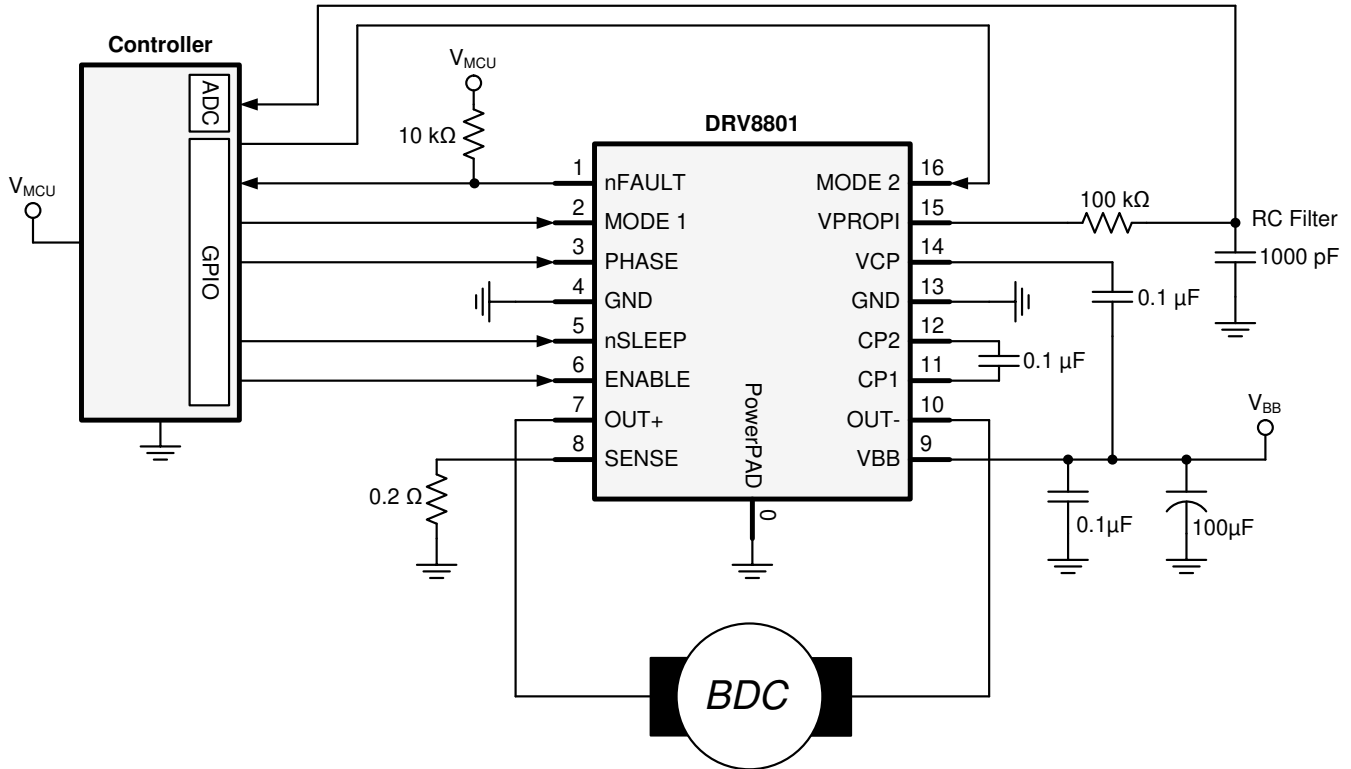 Controller
ADC
GPIO
VMCU
VMCU
10 kΩ
DRV8801
1
nFAULT
2
MODE 1
3
PHASE
4
GND
5
nSLEEP
6
ENABLE
7
OUT+
8
SENSE
16
MODE 2
15
VPROPI
14
VCP
13
GND
12
CP2
11
CP1
10
OUT-
9
VBB
PowerPAD
0
100 kΩ
RC Filter
1000 pF
0.1 µF
0.1 µF
VBB
0.2 Ω
0.1µF
100µF
BDC